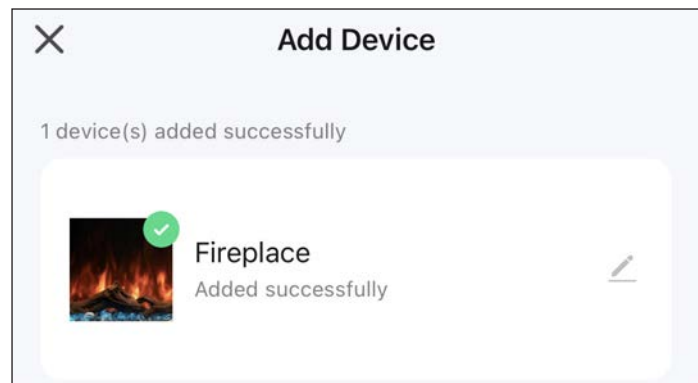 Add Device
1 device(s) added successfully
Fireplace
Added successfully